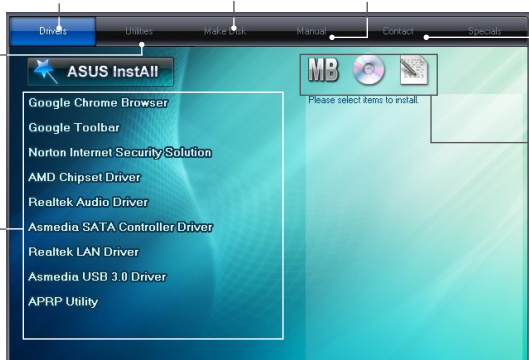 Drivers Utilities Make Disk Manual Contact Specials
ASUS InstAll
MB
Please select items to install.
Google Chrome Browser
Google Toolbar
Norton Internet Security Solution
AMD Chipset Driver
Realtek Audio Driver
Asmedia SATA Controller Driver
Realtek LAN Driver
Asmedia USB 3.0 Driver
APRP Utility